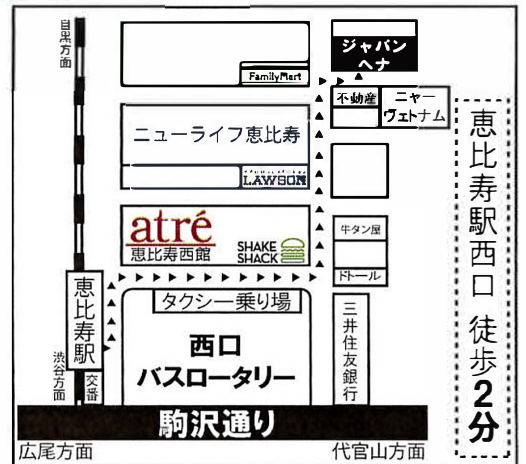 目黒方面
ジャパン
ヘナ
FamilyMart
不動産
ニャー
ヴェトナム
ニューライフ恵比寿
LAWSON
atré
恵比寿西館
SHAKE
SHACK
牛タン屋
ドトール
恵比寿駅西口 徒歩2分
恵比寿駅
タクシー乗り場
西口
バスロータリー
三井住友銀行
渋谷方面
交番
駒沢通り
広尾方面
代官山方面